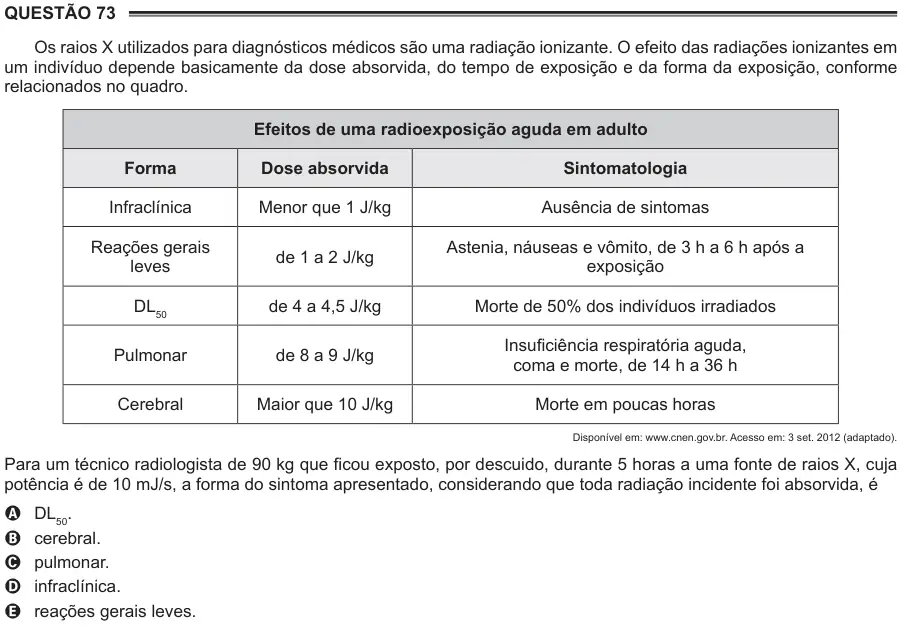 QUESTÃO 73
Os raios X utilizados para diagnósticos médicos são uma radiação ionizante. O efeito das radiações ionizantes em
um indivíduo depende basicamente da dose absorvida, do tempo de exposição e da forma da exposição, conforme
relacionados no quadro.
Efeitos de uma radioexposição aguda em adulto
Forma Dose absorvida Sintomatologia
Infraclínica Menor que 1 J/kg Ausência de sintomas
Reações gerais
leves
de 1 a 2 J/kg
Astenia, náuseas e vômito, de 3 h a 6 h após a
exposição
DL50 de 4 a 4,5 J/kg Morte de 50% dos indivíduos irradiados
Pulmonar de 8 a 9 J/kg
Insuficiência respiratória aguda,
coma e morte, de 14 h a 36 h
Cerebral Maior que 10 J/kg Morte em poucas horas
Disponível em: www.cnen.gov.br. Acesso em: 3 set. 2012 (adaptado).
Para um técnico radiologista de 90 kg que ficou exposto, por descuido, durante 5 horas a uma fonte de raios X, cuja
potência é de 10 mJ/s, a forma do sintoma apresentado, considerando que toda radiação incidente foi absorvida, é
A DL50.
B cerebral.
C pulmonar.
D infraclínica.
E reações gerais leves.